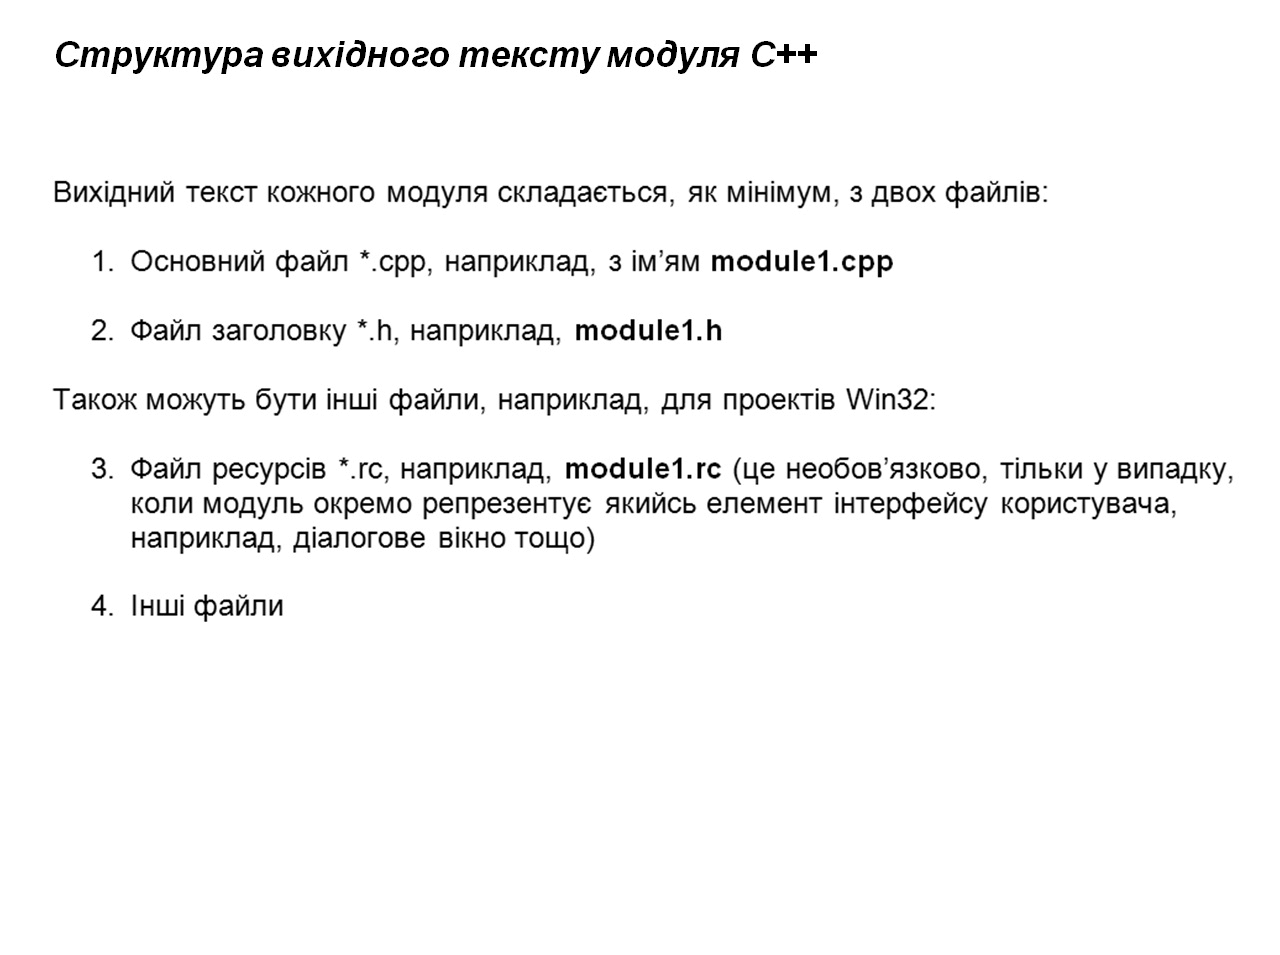 Структура вихідного тексту модуля С++
Вихідний текст кожного модуля складається, як мінімум, з двох файлів:
1. Основний файл *.cpp, наприклад, з ім’ям module1.cpp
2. Файл заголовку *.h, наприклад, module1.h
Також можуть бути інші файли, наприклад, для проектів Win32:
3. Файл ресурсів *.rc, наприклад, module1.rc (це необов’язково, тільки у випадку,
коли модуль окремо репрезентує якийсь елемент інтерфейсу користувача,
наприклад, діалогове вікно тощо)
4. Інші файли